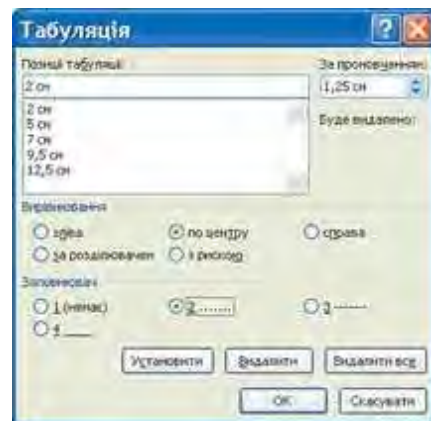 Табуляція
Позиції табуляції: За промовчанням:
2 см 1,25 см
2 см Буде видалено:
5 см
7 см
9,5 см
12,5 см
Вирівнювання
зліва по центру справа
за розділювачем з рискою
Заповнювач
1 (немає) 2 ........ 3 -------
4 ___
Установити Видалити Видалити все
ОК Скасувати